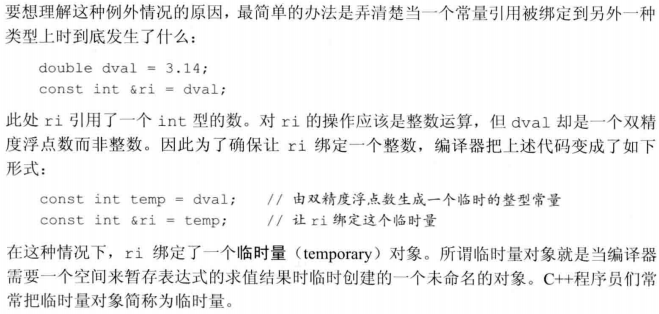 要想理解这种例外情况的原因，最简单的办法是弄清楚当一个常量引用被绑定到另外一种
类型上时到底发生了什么：
double dval = 3.14;
const int &ri = dval;
此处 ri 引用了一个 int 型的数。对 ri 的操作应该是整数运算，但 dval 却是一个双精
度浮点数而非整数。因此为了确保让 ri 绑定一个整数，编译器把上述代码变成了如下
形式：
const int temp = dval; // 由双精度浮点数生成一个临时的整型常量
const int &ri = temp; // 让 ri 绑定这个临时量
在这种情况下，ri 绑定了一个临时量（temporary）对象。所谓临时量对象就是当编译器
需要一个空间来暂存表达式的求值结果时临时创建的一个未命名的对象。C++程序员们常
常把临时量对象简称为临时量。